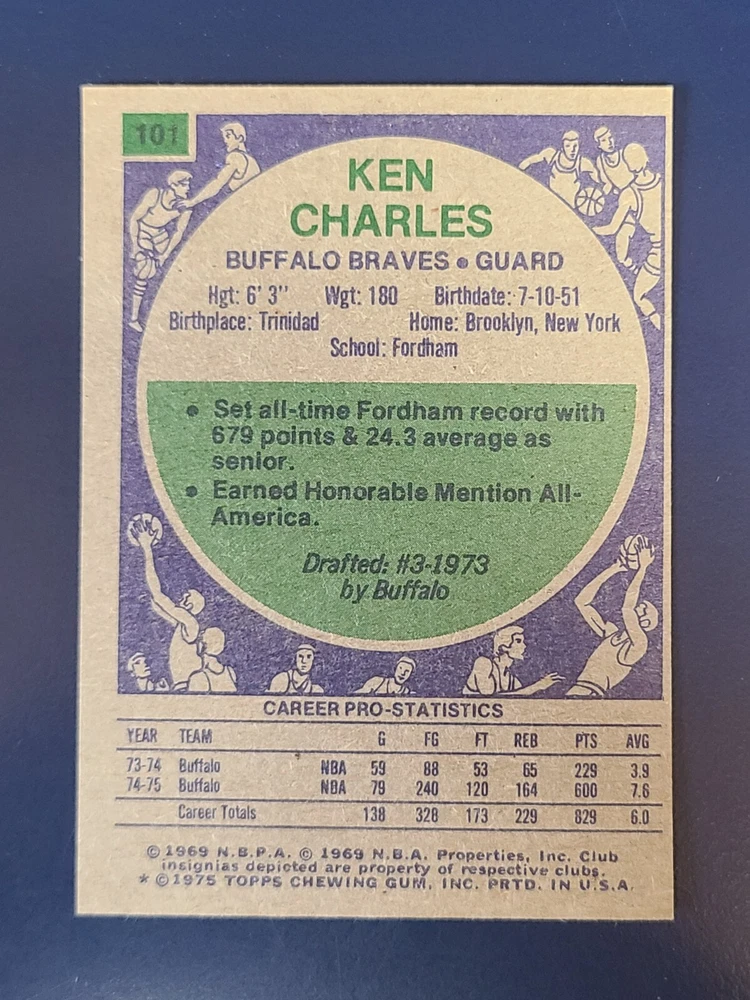 101
KEN
CHARLES
BUFFALO BRAVES • GUARD
Hgt: 6' 3" Wgt: 180 Birthdate: 7-10-51
Birthplace: Trinidad Home: Brooklyn, New York
School: Fordham
• Set all-time Fordham record with
679 points & 24.3 average as
senior.
• Earned Honorable Mention All-
America.
Drafted: #3-1973
by Buffalo
CAREER PRO-STATISTICS
YEAR TEAM G FG FT REB PTS AVG
73-74 Buffalo NBA 59 88 53 65 229 3.9
74-75 Buffalo NBA 79 240 120 164 600 7.6
Career Totals 138 328 173 229 829 6.0
© 1969 N.B.P.A. © 1969 N.B.A. Properties, Inc. Club
insignias depicted are property of respective clubs.
* © 1975 TOPPS CHEWING GUM, INC. PRTD. IN U.S.A.